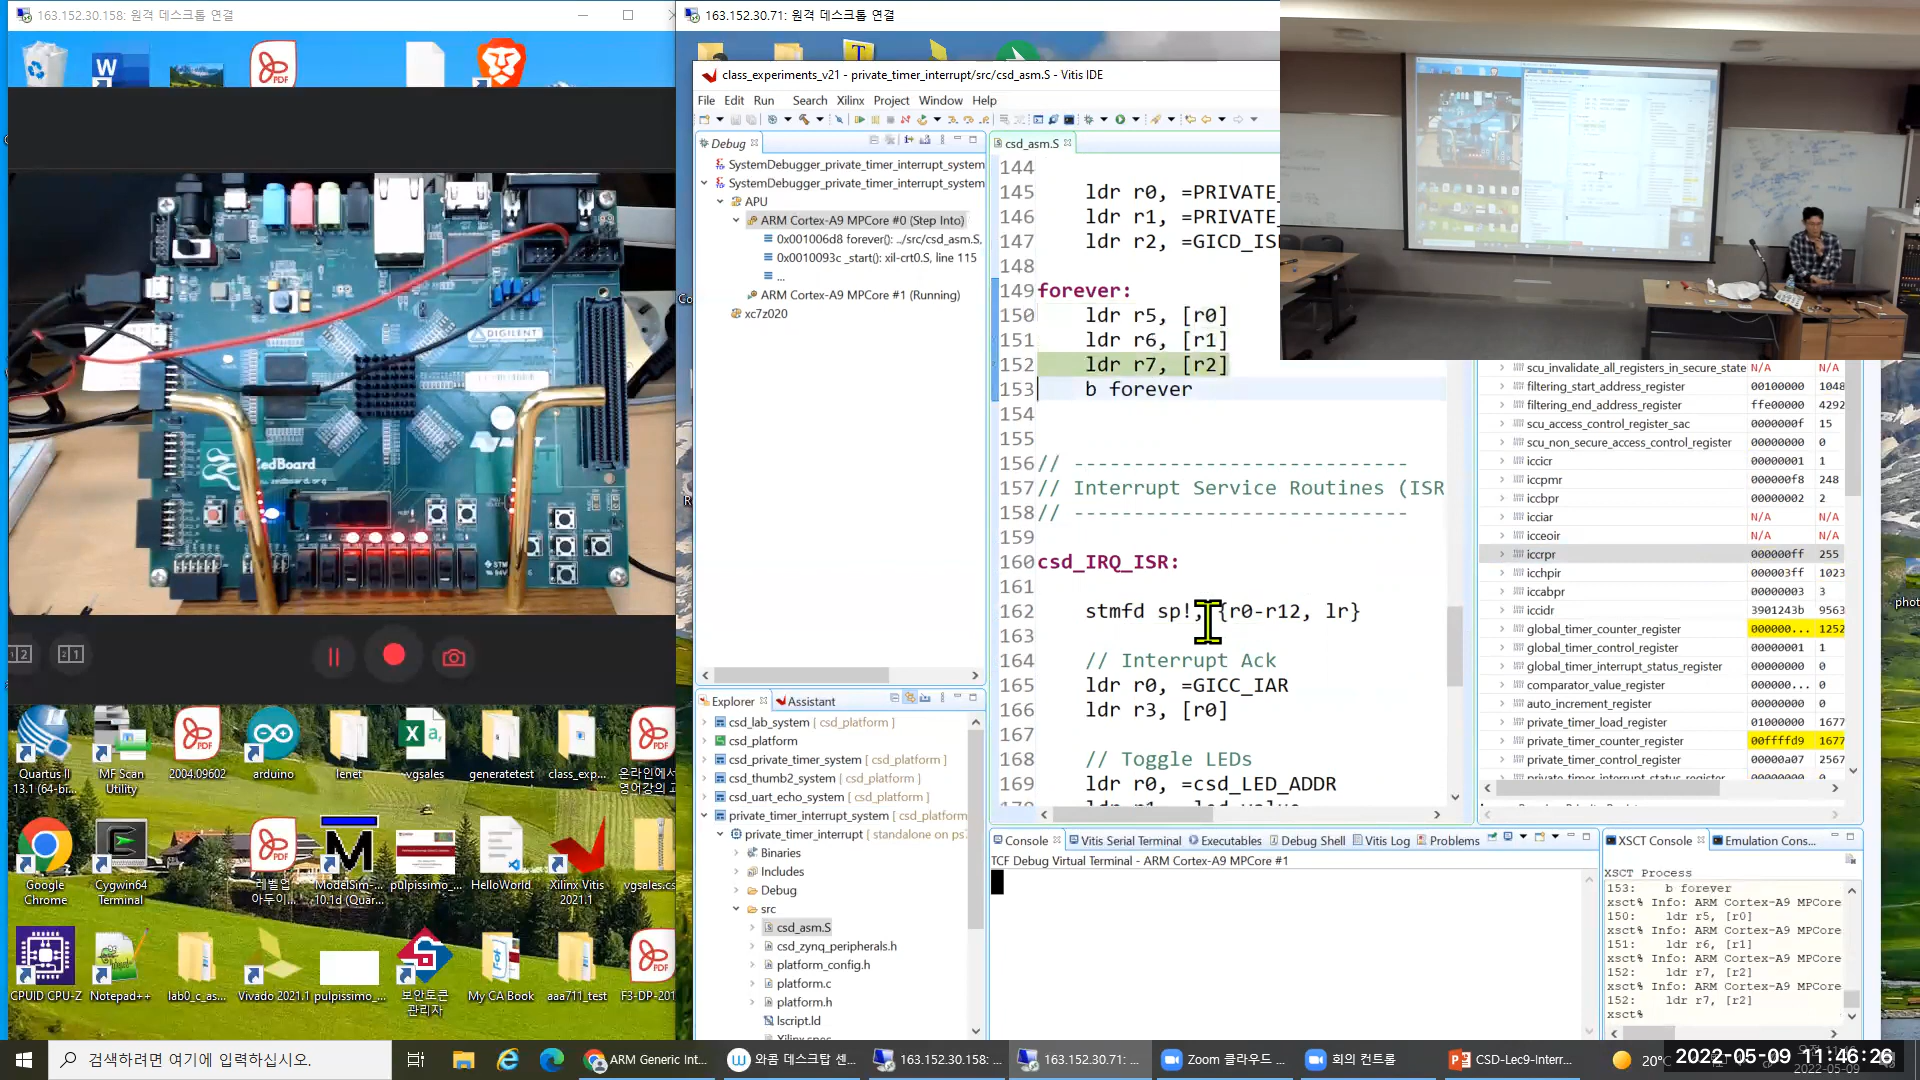 163.152.30.158: 원격 데스크톱 연결
163.152.30.71: 원격 데스크톱 연결
class_experiments_v21 - private_timer_interrupt/src/csd_asm.S - Vitis IDE
File Edit Run Search Xilinx Project Window Help
Debug
SystemDebugger_private_timer_interrupt_system
SystemDebugger_private_timer_interrupt_system
APU
ARM Cortex-A9 MPCore #0 (Step Into)
0x001006d8 forever(): ../src/csd_asm.S,
0x0010093c _start(): xil-crt0.S, line 115
...
ARM Cortex-A9 MPCore #1 (Running)
xc7z020
csd_asm.S
144
145 ldr r0, =PRIVATE_
146 ldr r1, =PRIVATE_
147 ldr r2, =GICD_IS
148
149 forever:
150 ldr r5, [r0]
151 ldr r6, [r1]
152 ldr r7, [r2]
153 b forever
154
155
156 // ----------------------------
157 // Interrupt Service Routines (ISR
158 // ----------------------------
159
160 csd_IRQ_ISR:
161
162 stmfd sp!, {r0-r12, lr}
163
164 // Interrupt Ack
165 ldr r0, =GICC_IAR
166 ldr r3, [r0]
167
168 // Toggle LEDs
169 ldr r0, =csd_LED_ADDR
scu_invalidate_all_registers_in_secure_state N/A N/A
filtering_start_address_register 00100000 1048
filtering_end_address_register ffe00000 4292
scu_access_control_register_sac 0000000f 15
scu_non_secure_access_control_register 00000000 0
iccicr 00000001 1
iccpmr 000000f8 248
iccbpr 00000002 2
icciar N/A N/A
icceoir N/A N/A
iccrpr 000000ff 255
icchpir 000003ff 1023
iccabpr 00000003 3
iccidr 3901243b 9563
global_timer_counter_register 000000... 1252
global_timer_control_register 00000001 1
global_timer_interrupt_status_register 00000000 0
comparator_value_register 000000... 0
auto_increment_register 00000000 0
private_timer_load_register 01000000 1677
private_timer_counter_register 00ffffd9 1677
private_timer_control_register 00000a07 2567
private_timer_interrupt_status_register 00000000 0
DIGILENT
ZedBoard
Explorer Assistant
csd_lab_system [ csd_platform ]
csd_platform
csd_private_timer_system [ csd_platform ]
csd_thumb2_system [ csd_platform ]
csd_uart_echo_system [ csd_platform ]
private_timer_interrupt_system [ csd_platform
private_timer_interrupt [ standalone on ps7
Binaries
Includes
Debug
src
csd_asm.S
csd_zynq_peripherals.h
platform_config.h
platform.c
platform.h
lscript.ld
Console Vitis Serial Terminal Executables Debug Shell Vitis Log Problems
TCF Debug Virtual Terminal - ARM Cortex-A9 MPCore #1
XSCT Console Emulation Cons...
XSCT Process
153: b forever
xsct% Info: ARM Cortex-A9 MPCore
150: ldr r5, [r0]
xsct% Info: ARM Cortex-A9 MPCore
151: ldr r6, [r1]
xsct% Info: ARM Cortex-A9 MPCore
152: ldr r7, [r2]
xsct% Info: ARM Cortex-A9 MPCore
152: ldr r7, [r2]
xsct%
Quartus II 13.1 (64-bi...
MF Scan Utility
2004.09602
arduino
lenet
vgsales
generatetest
class_exp...
온라인에서
Google Chrome
Cygwin64 Terminal
레벨업 아두이...
ModelSim-... 10.1d (Quar...
pulpissimo_...
HelloWorld
Xilinx Vitis 2021.1
vgsales.cs
CPUID CPU-Z
Notepad++
lab0_c_as...
Vivado 2021.1
pulpissimo_...
보안토큰 관리자
My CA Book
aaa711_test
F3-DP-201
phot
검색하려면 여기에 입력하십시오.
ARM Generic Int...
와콤 데스크탑 센...
163.152.30.158: ...
163.152.30.71: ...
Zoom 클라우드 ...
회의 컨트롤
CSD-Lec9-Interr...
20°
2022-05-09 11:46:26
2022-05-09